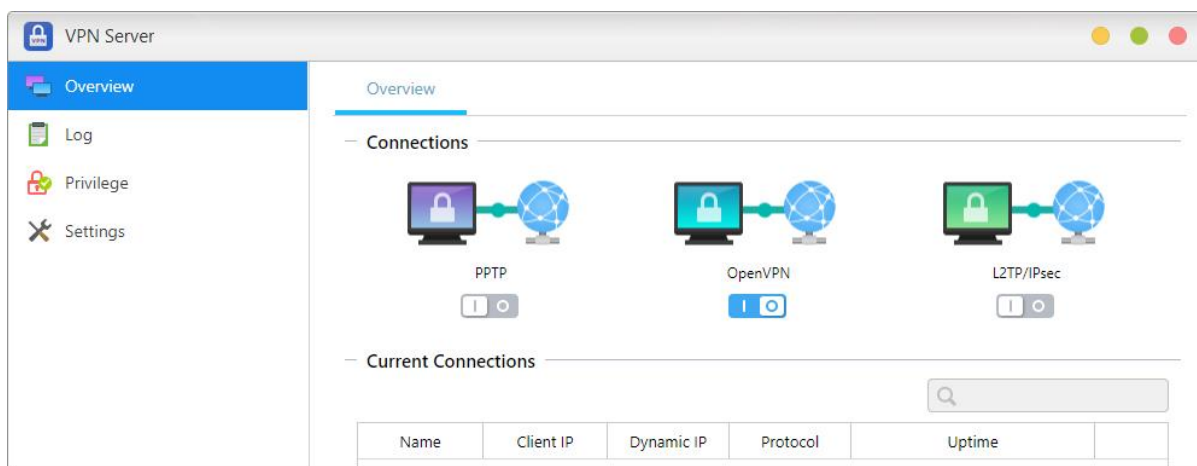 VPN Server
Overview
Log
Privilege
Settings
Overview
Connections
PPTP OpenVPN L2TP/IPsec
Current Connections
Name Client IP Dynamic IP Protocol Uptime